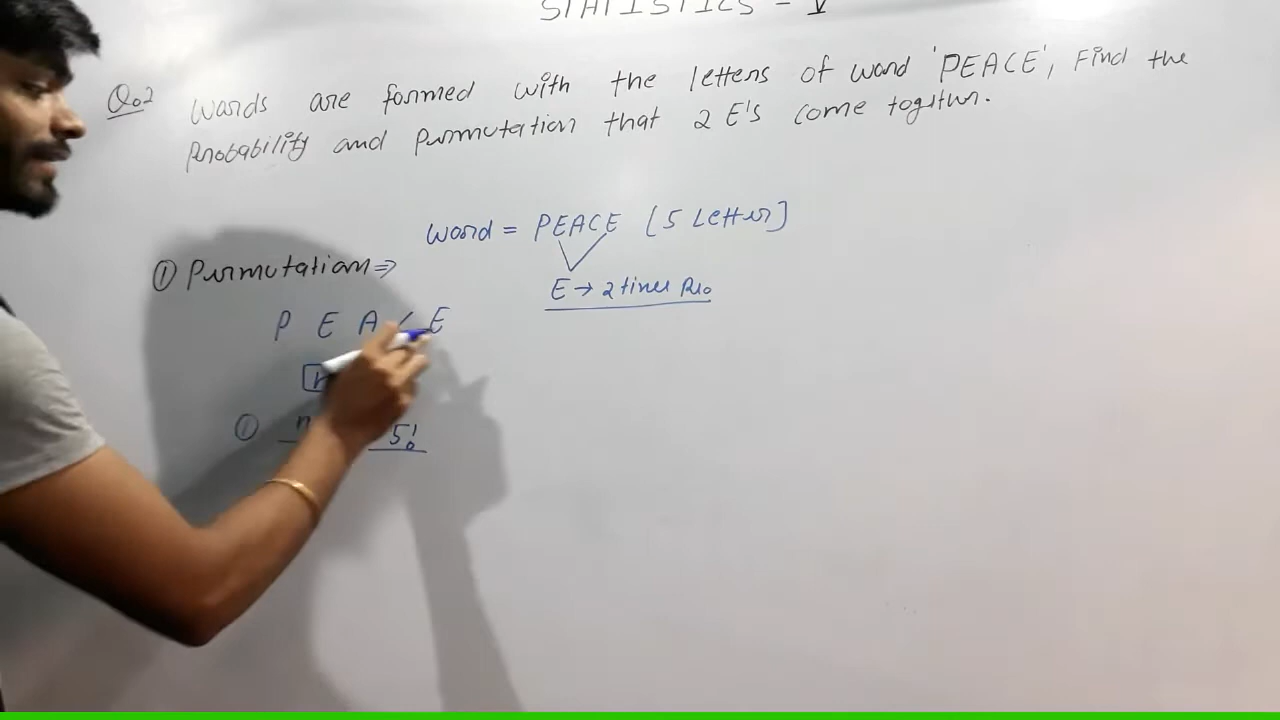 STATISTICS - V
Q.2 Words are formed with the letters of word 'PEACE', Find the
Probability and permutation that 2 E's come together.
word = PEACE [5 Letter]
① Permutation ⇒
E → 2 times Re.
P E A C E
① 5!